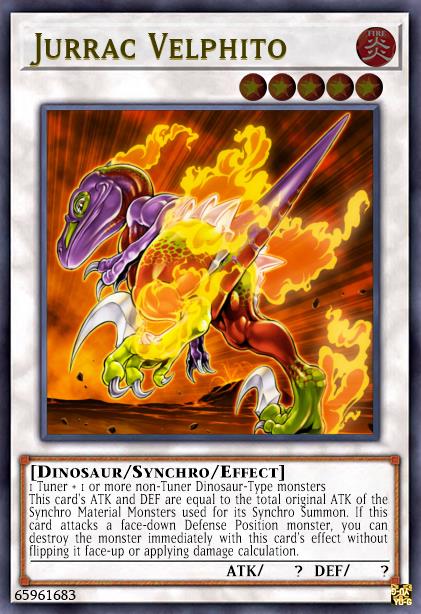 JURRAC VELPHITO
FIRE
炎
[DINOSAUR/SYNCHRO/EFFECT]
1 Tuner + 1 or more non-Tuner Dinosaur-Type monsters
This card's ATK and DEF are equal to the total original ATK of the
Synchro Material Monsters used for its Synchro Summon. If this
card attacks a face-down Defense Position monster, you can
destroy the monster immediately with this card's effect without
flipping it face-up or applying damage calculation.
ATK/ ? DEF/ ?
65961683